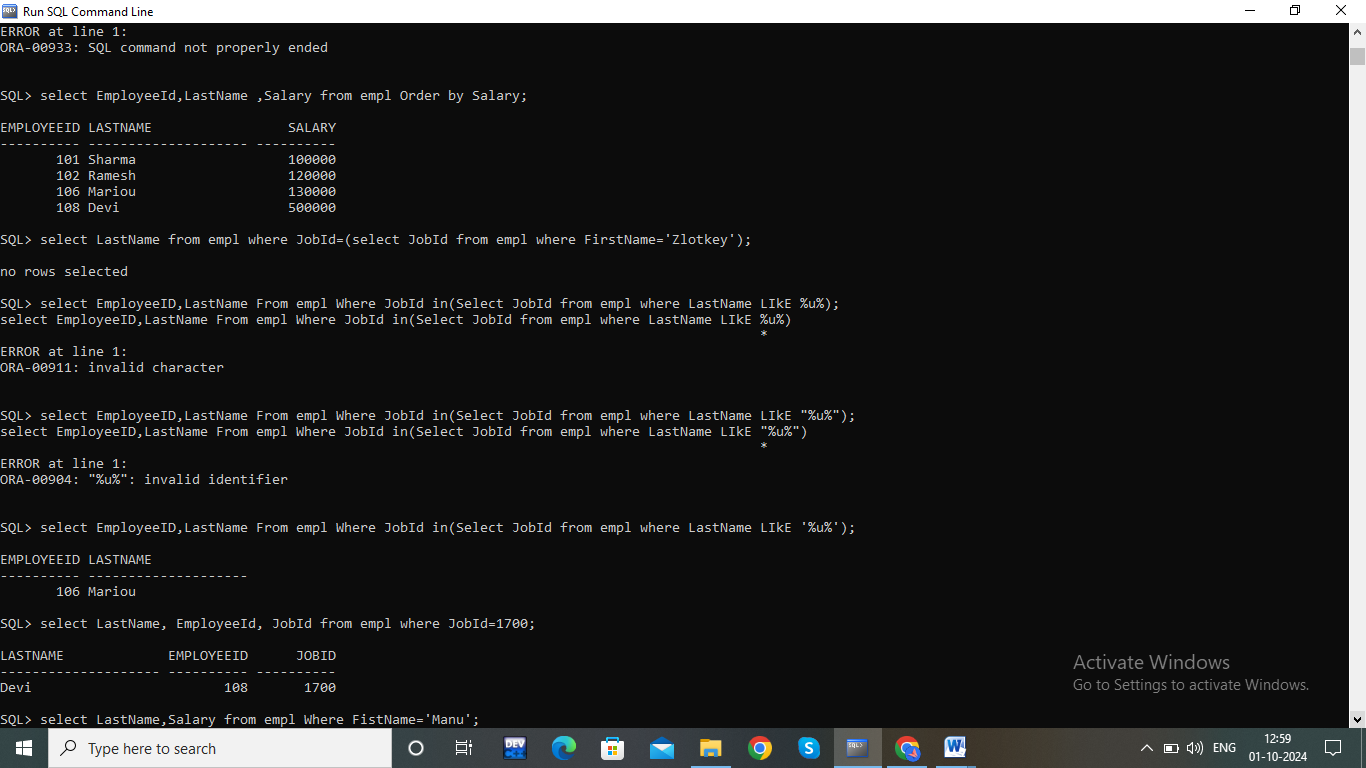 Run SQL Command Line
ERROR at line 1:
ORA-00933: SQL command not properly ended
SQL> select EmployeeId,LastName ,Salary from empl Order by Salary;
EMPLOYEEID LASTNAME                 SALARY
---------- -------------------- ----------
       101 Sharma                   100000
       102 Ramesh                   120000
       106 Mariou                   130000
       108 Devi                     500000
SQL> select LastName from empl where JobId=(select JobId from empl where FirstName='Zlotkey');
no rows selected
SQL> select EmployeeID,LastName From empl Where JobId in(Select JobId from empl where LastName LIkE %u%);
select EmployeeID,LastName From empl Where JobId in(Select JobId from empl where LastName LIkE %u%)
                                                                                               *
ERROR at line 1:
ORA-00911: invalid character
SQL> select EmployeeID,LastName From empl Where JobId in(Select JobId from empl where LastName LIkE "%u%");
select EmployeeID,LastName From empl Where JobId in(Select JobId from empl where LastName LIkE "%u%")
                                                                                               *
ERROR at line 1:
ORA-00904: "%u%": invalid identifier
SQL> select EmployeeID,LastName From empl Where JobId in(Select JobId from empl where LastName LIkE '%u%');
EMPLOYEEID LASTNAME
---------- --------------------
       106 Mariou
SQL> select LastName, EmployeeId, JobId from empl where JobId=1700;
LASTNAME             EMPLOYEEID      JOBID
-------------------- ---------- ----------
Devi                        108       1700
SQL> select LastName,Salary from empl Where FistName='Manu';
Activate Windows
Go to Settings to activate Windows.
Type here to search
DEV
SQL>
W
ENG
12:59
01-10-2024